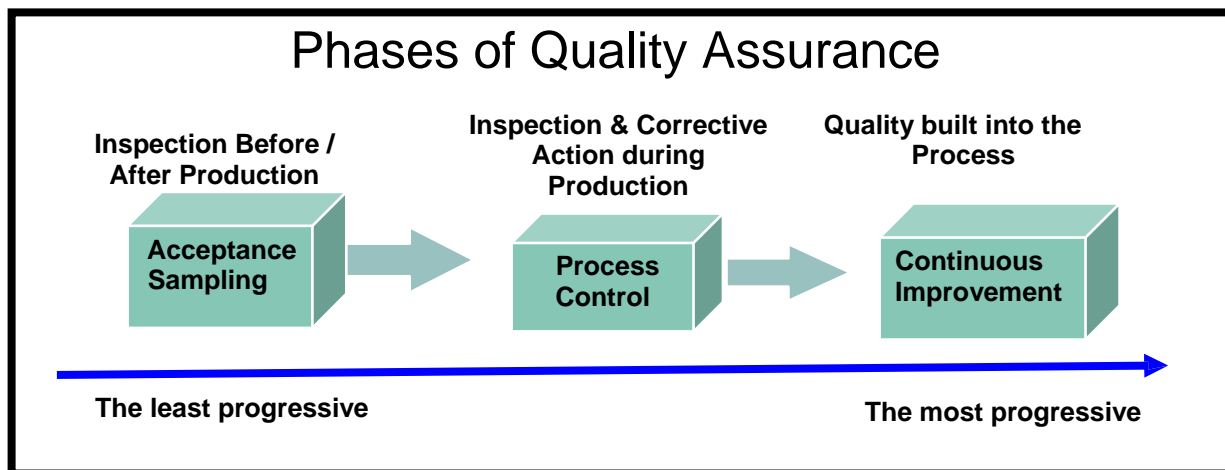 Phases of Quality Assurance
Inspection Before /
After Production
Inspection & Corrective
Action during
Production
Quality built into the
Process
Acceptance
Sampling
Process
Control
Continuous
Improvement
The least progressive
The most progressive